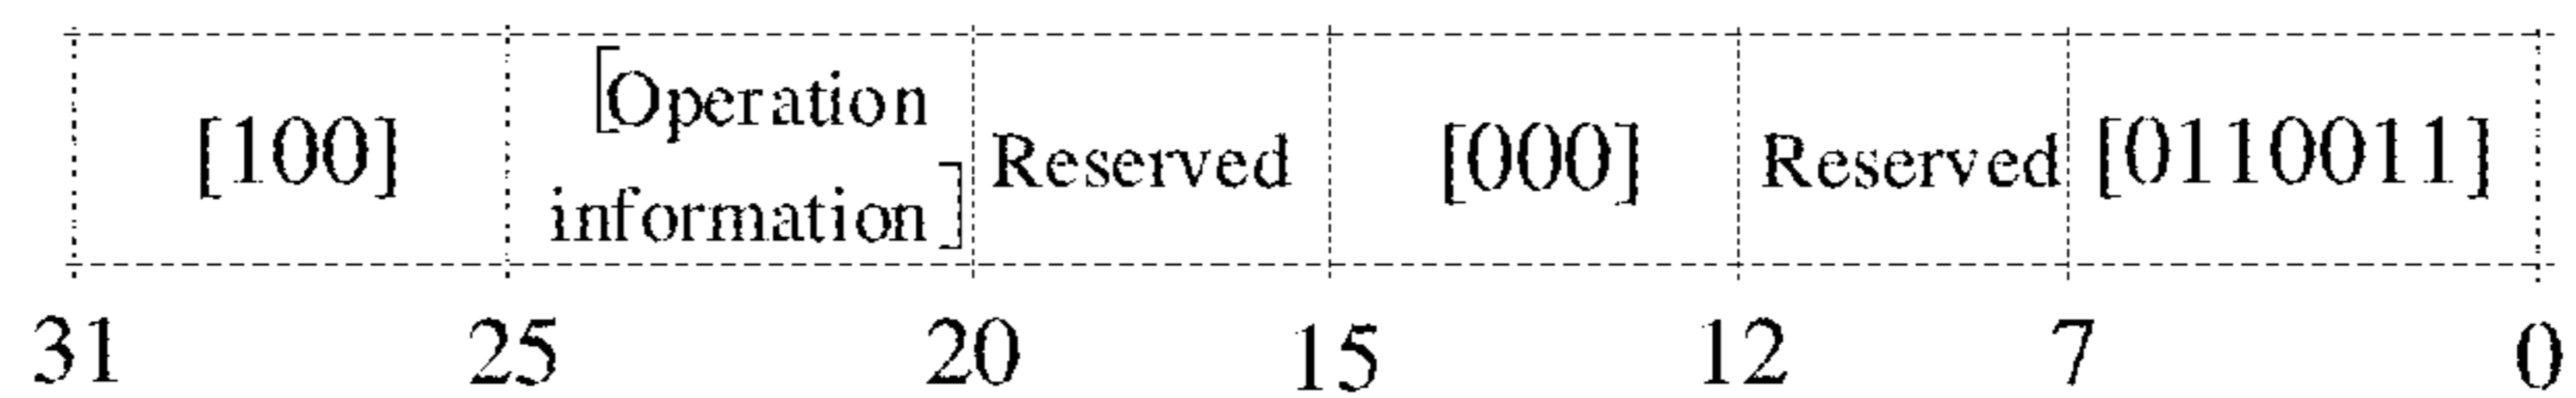 [100] [Operation information] Reserved [000] Reserved [0110011]
31 25 20 15 12 7 0